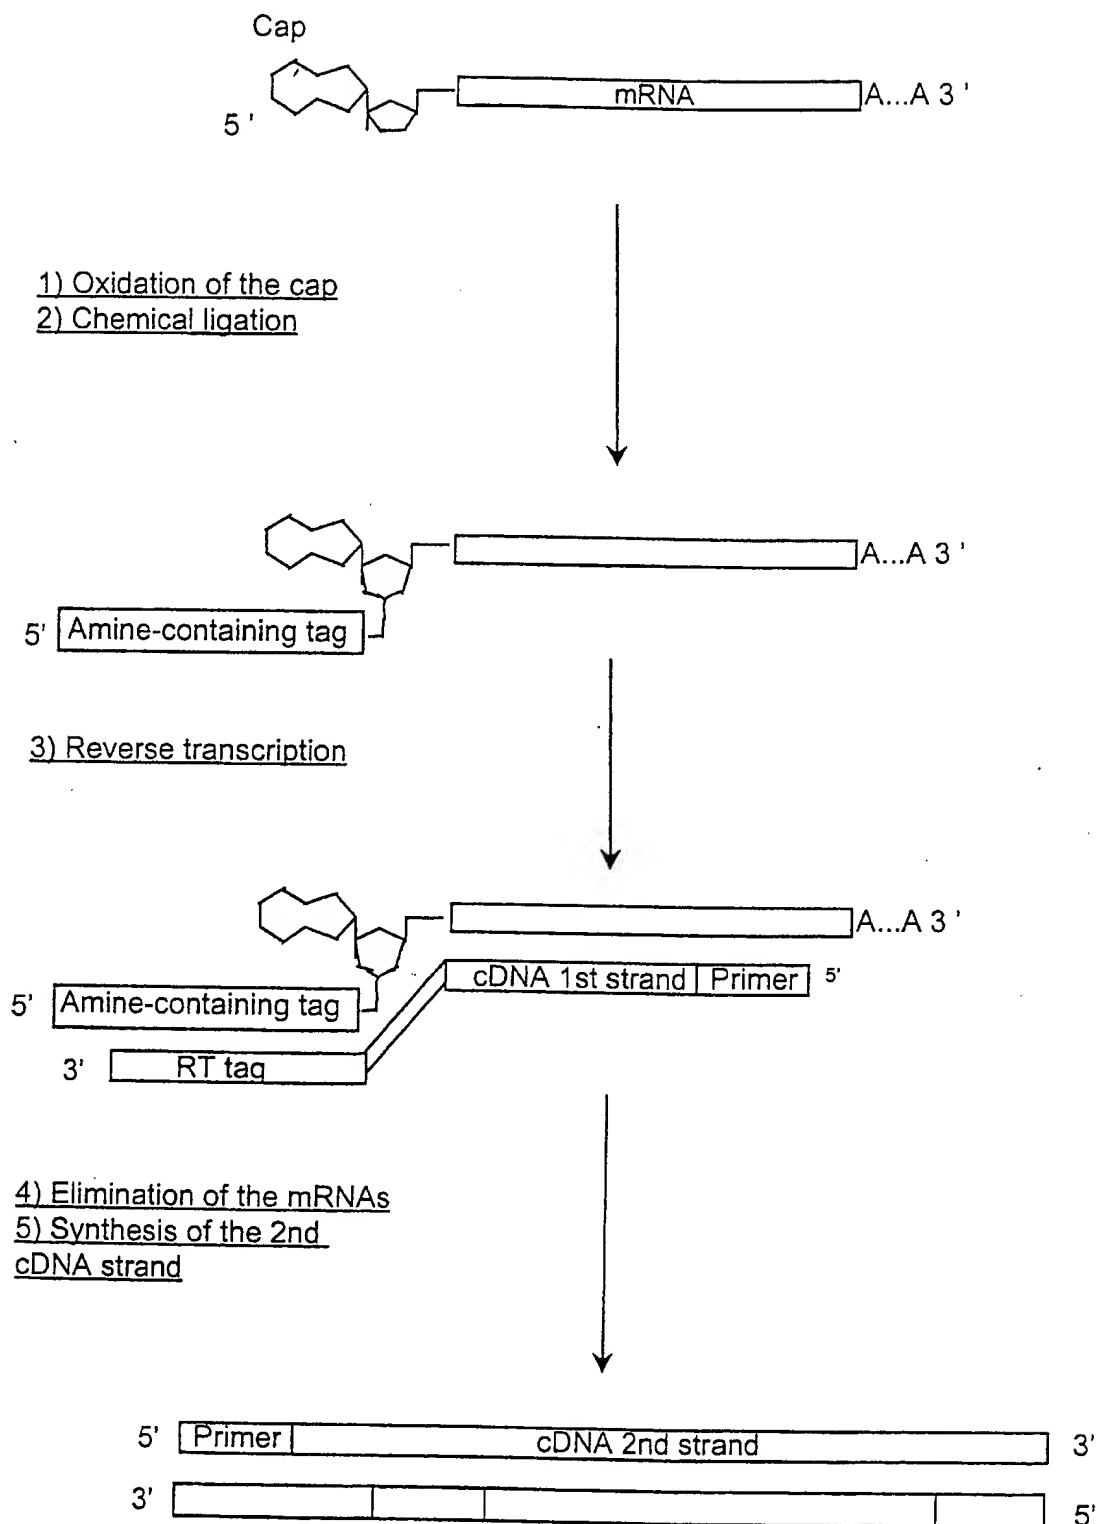 Cap
mRNA
A...A 3 '
5 '
1) Oxidation of the cap
2) Chemical ligation
A...A 3 '
5' Amine-containing tag
3) Reverse transcription
A...A 3 '
cDNA 1st strand Primer 5'
5' Amine-containing tag
3' RT tag
4) Elimination of the mRNAs
5) Synthesis of the 2nd
cDNA strand
5' Primer cDNA 2nd strand 3'
3' 5'